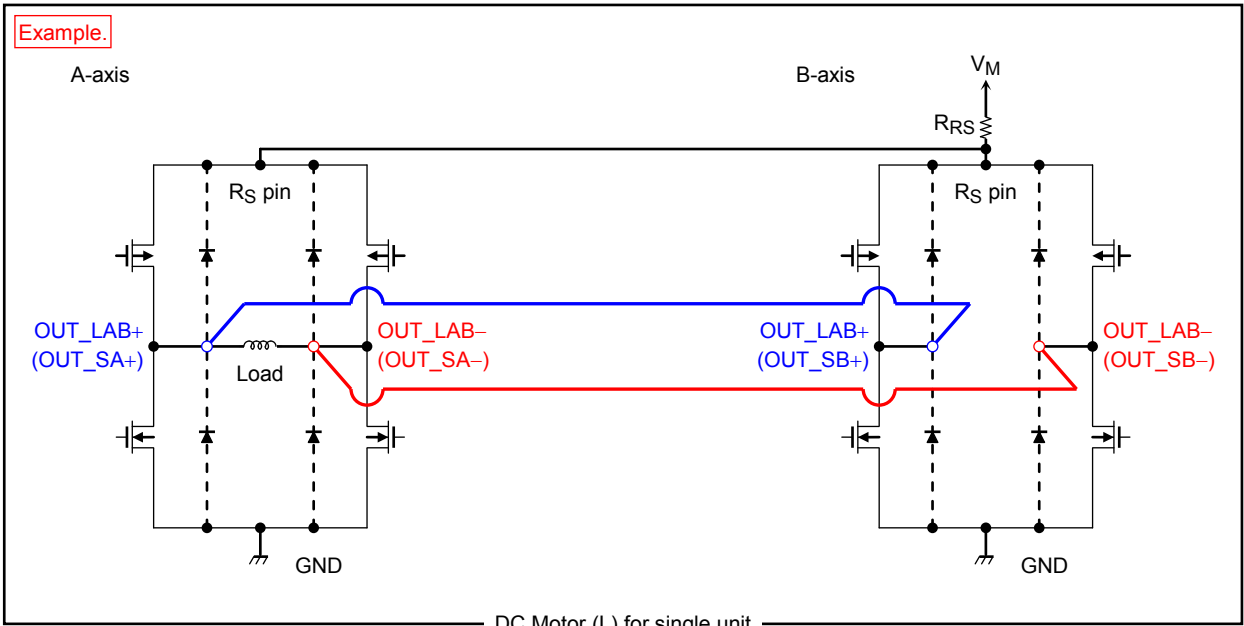 Example.
A-axis
B-axis
VM
RRS
RS pin
RS pin
OUT_LAB+
(OUT_SA+)
Load
OUT_LAB−
(OUT_SA−)
OUT_LAB+
(OUT_SB+)
OUT_LAB−
(OUT_SB−)
GND
GND
DC Motor (L) for single unit